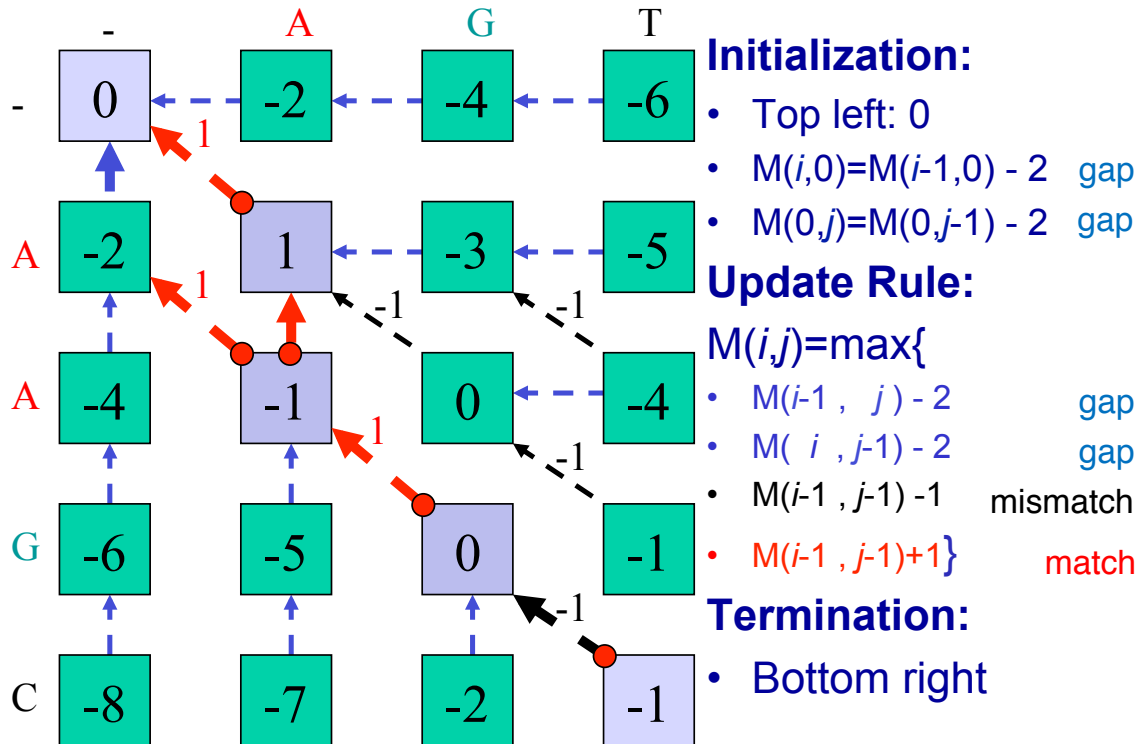 - A G T
- 0 -2 -4 -6
1
A -2 1 -3 -5
1 -1 -1
A -4 -1 0 -4
1 -1
G -6 -5 0 -1
-1
C -8 -7 -2 -1
Initialization:
• Top left: 0
• M(i,0)=M(i-1,0) - 2 gap
• M(0,j)=M(0,j-1) - 2 gap
Update Rule:
M(i,j)=max{
• M(i-1 , j ) - 2 gap
• M( i , j-1) - 2 gap
• M(i-1 , j-1) -1 mismatch
• M(i-1 , j-1)+1} match
Termination:
• Bottom right